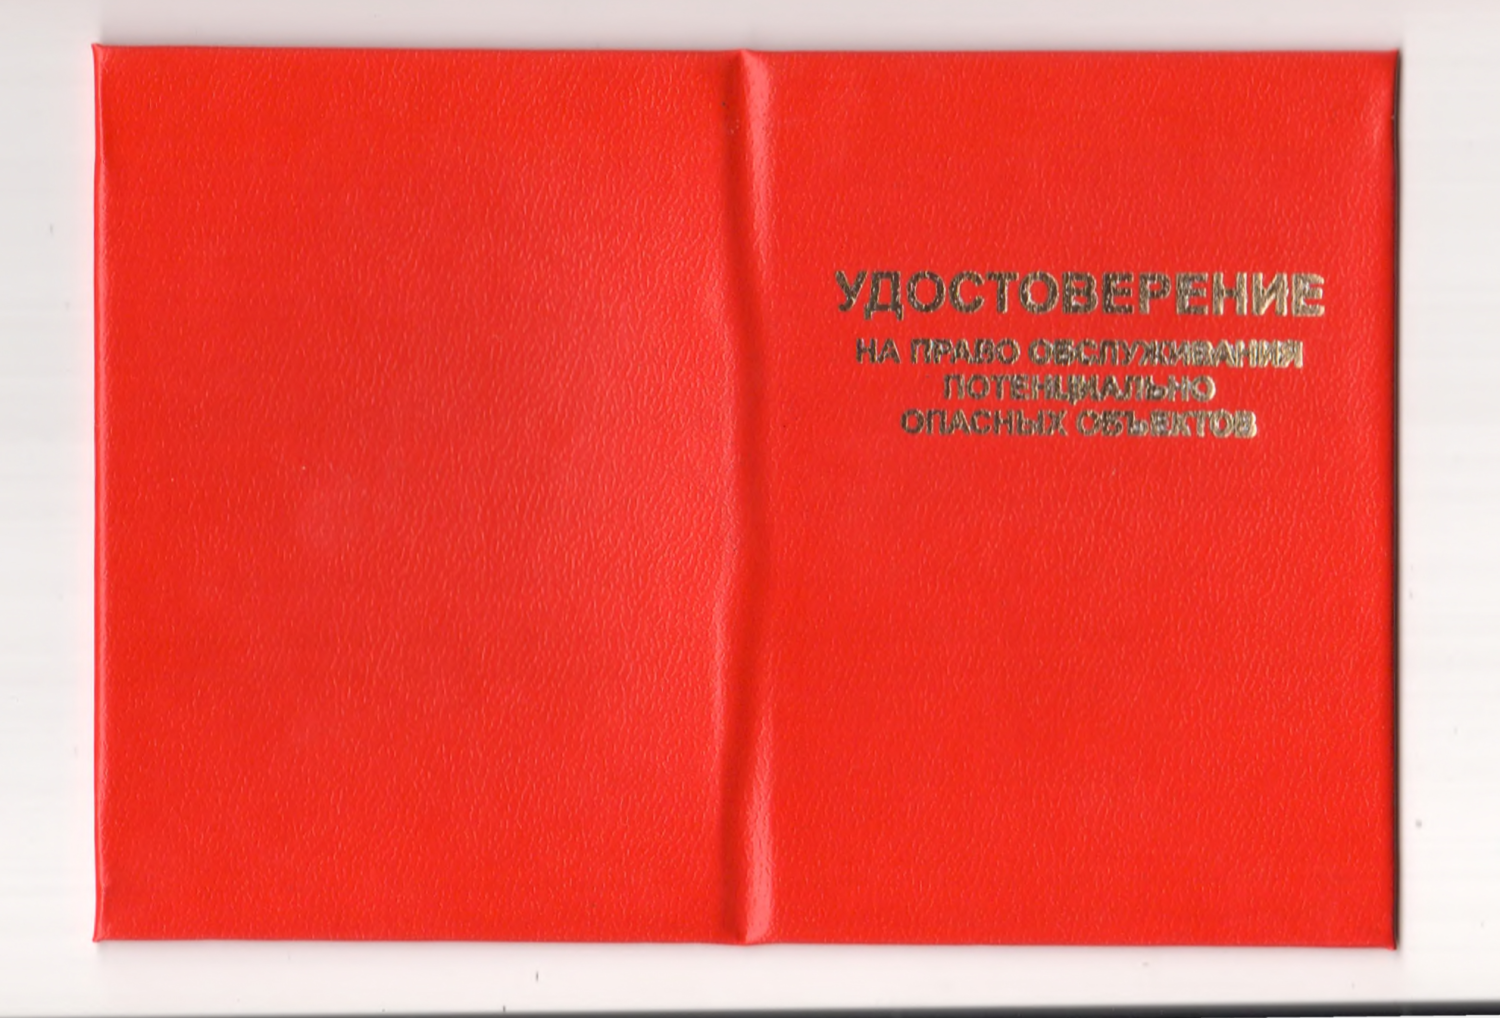 УДОСТОВЕРЕНИЕ
НА ПРАВО ОБСЛУЖИВАНИЯ
ПОТЕНЦИАЛЬНО
ОПАСНЫХ ОБЪЕКТОВ